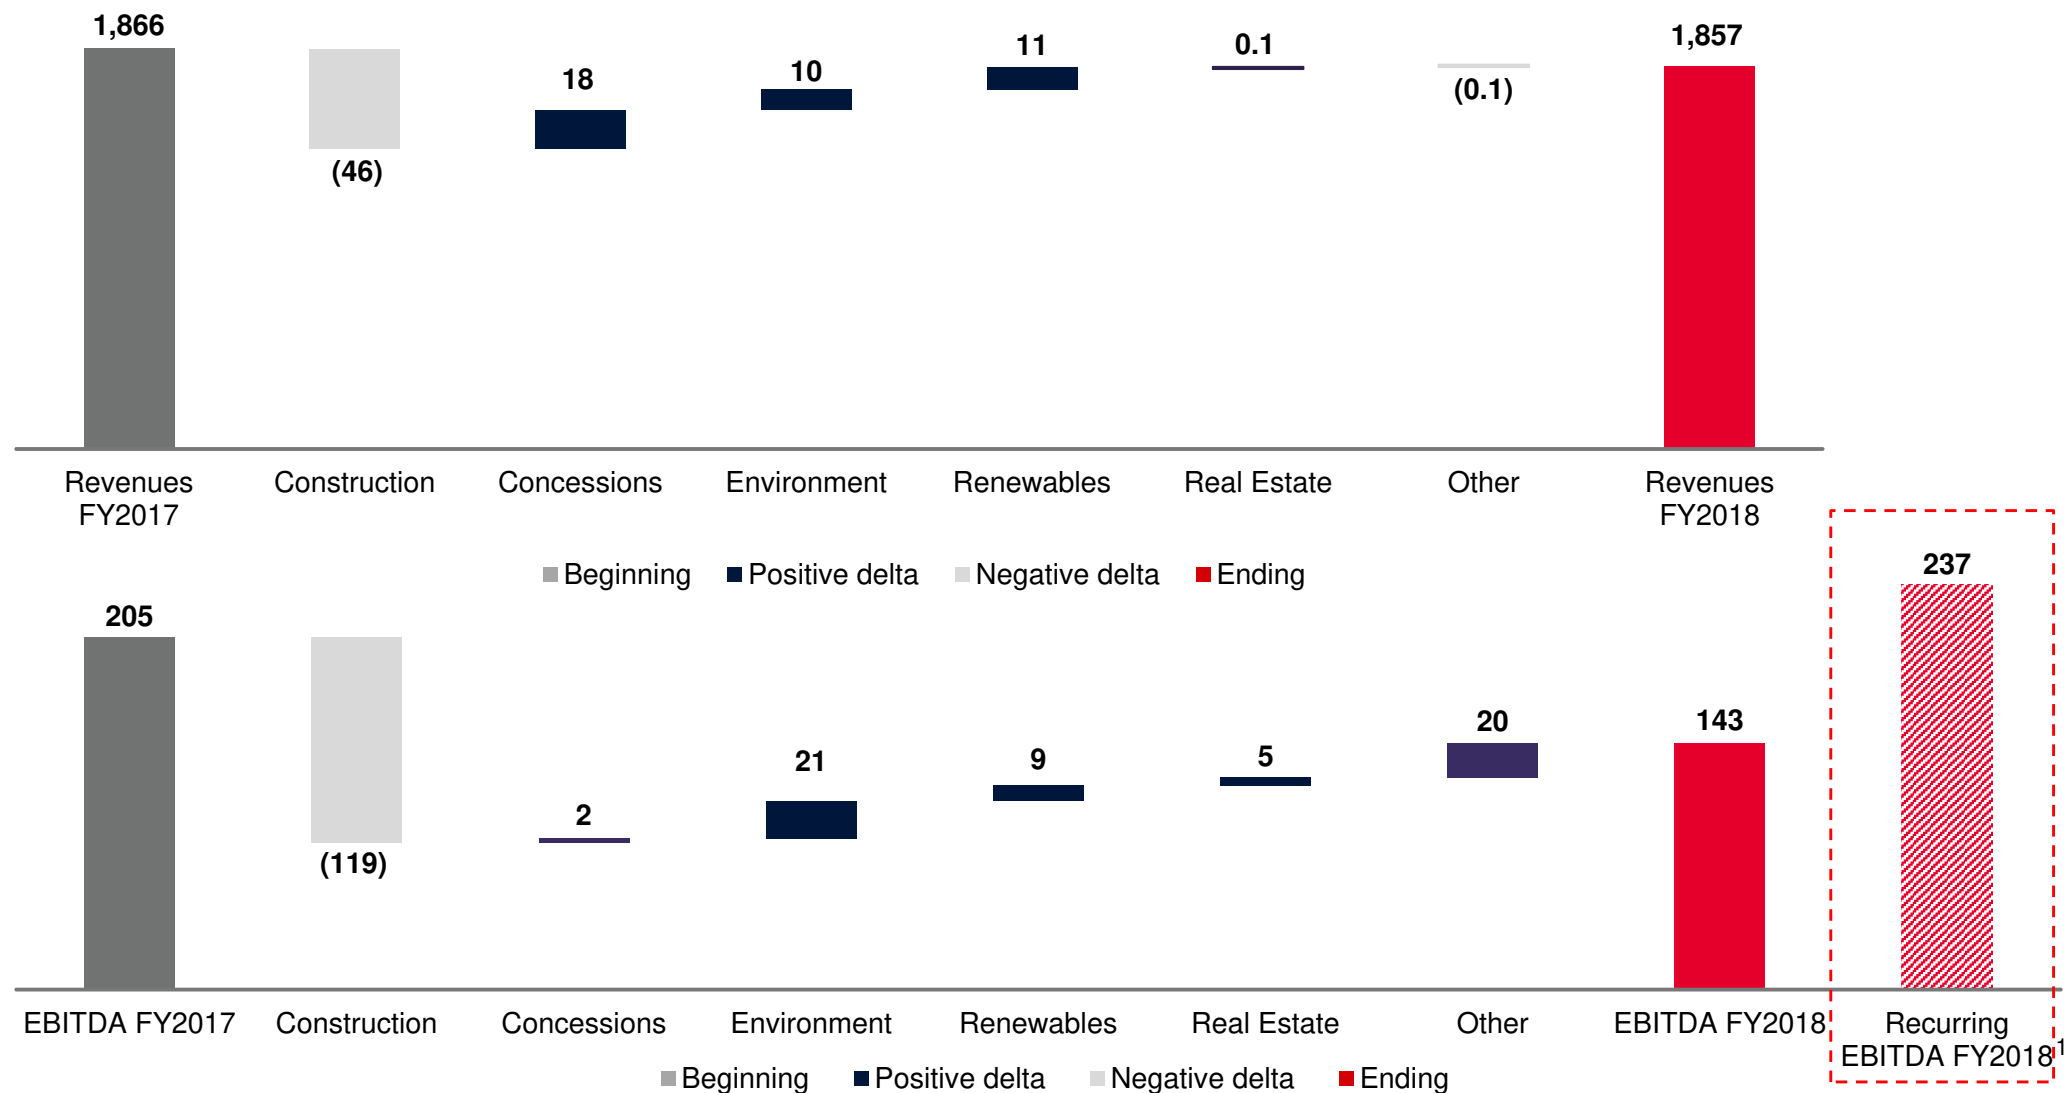 1,866
(46)
18
10
11
0.1
(0.1)
1,857
Revenues
FY2017
Construction
Concessions
Environment
Renewables
Real Estate
Other
Revenues
FY2018
Beginning
Positive delta
Negative delta
Ending
205
(119)
2
21
9
5
20
143
237
EBITDA FY2017
Construction
Concessions
Environment
Renewables
Real Estate
Other
EBITDA FY2018
Recurring
EBITDA FY2018¹
Beginning
Positive delta
Negative delta
Ending